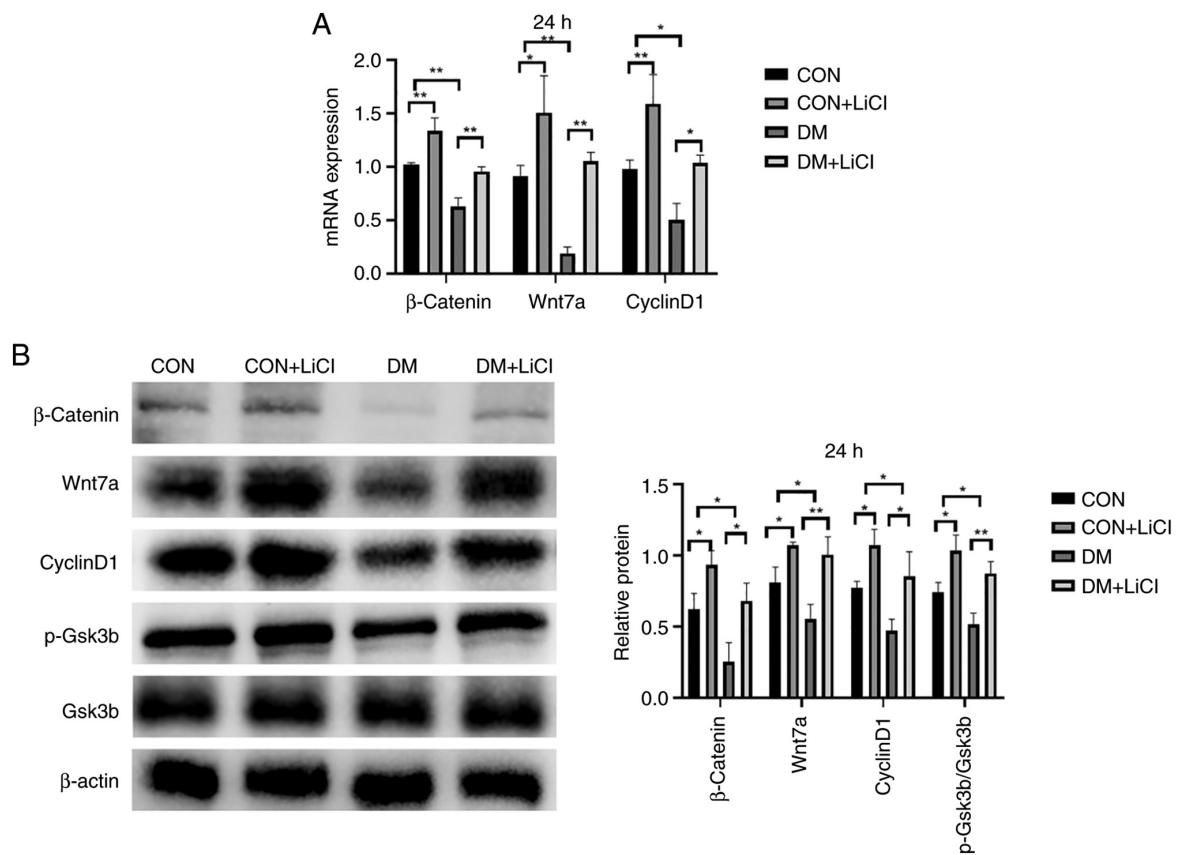 A
24 h
mRNA expression
2.0
1.5
1.0
0.5
0.0
** ** **
* ** **
** * *
β-Catenin Wnt7a CyclinD1
CON
CON+LiCl
DM
DM+LiCl
B
CON CON+LiCl DM DM+LiCl
β-Catenin
Wnt7a
CyclinD1
p-Gsk3b
Gsk3b
β-actin
24 h
Relative protein
1.5
1.0
0.5
0.0
* * *
* * **
* * *
* * **
β-Catenin
Wnt7a
CyclinD1
p-Gsk3b/Gsk3b
CON
CON+LiCl
DM
DM+LiCl